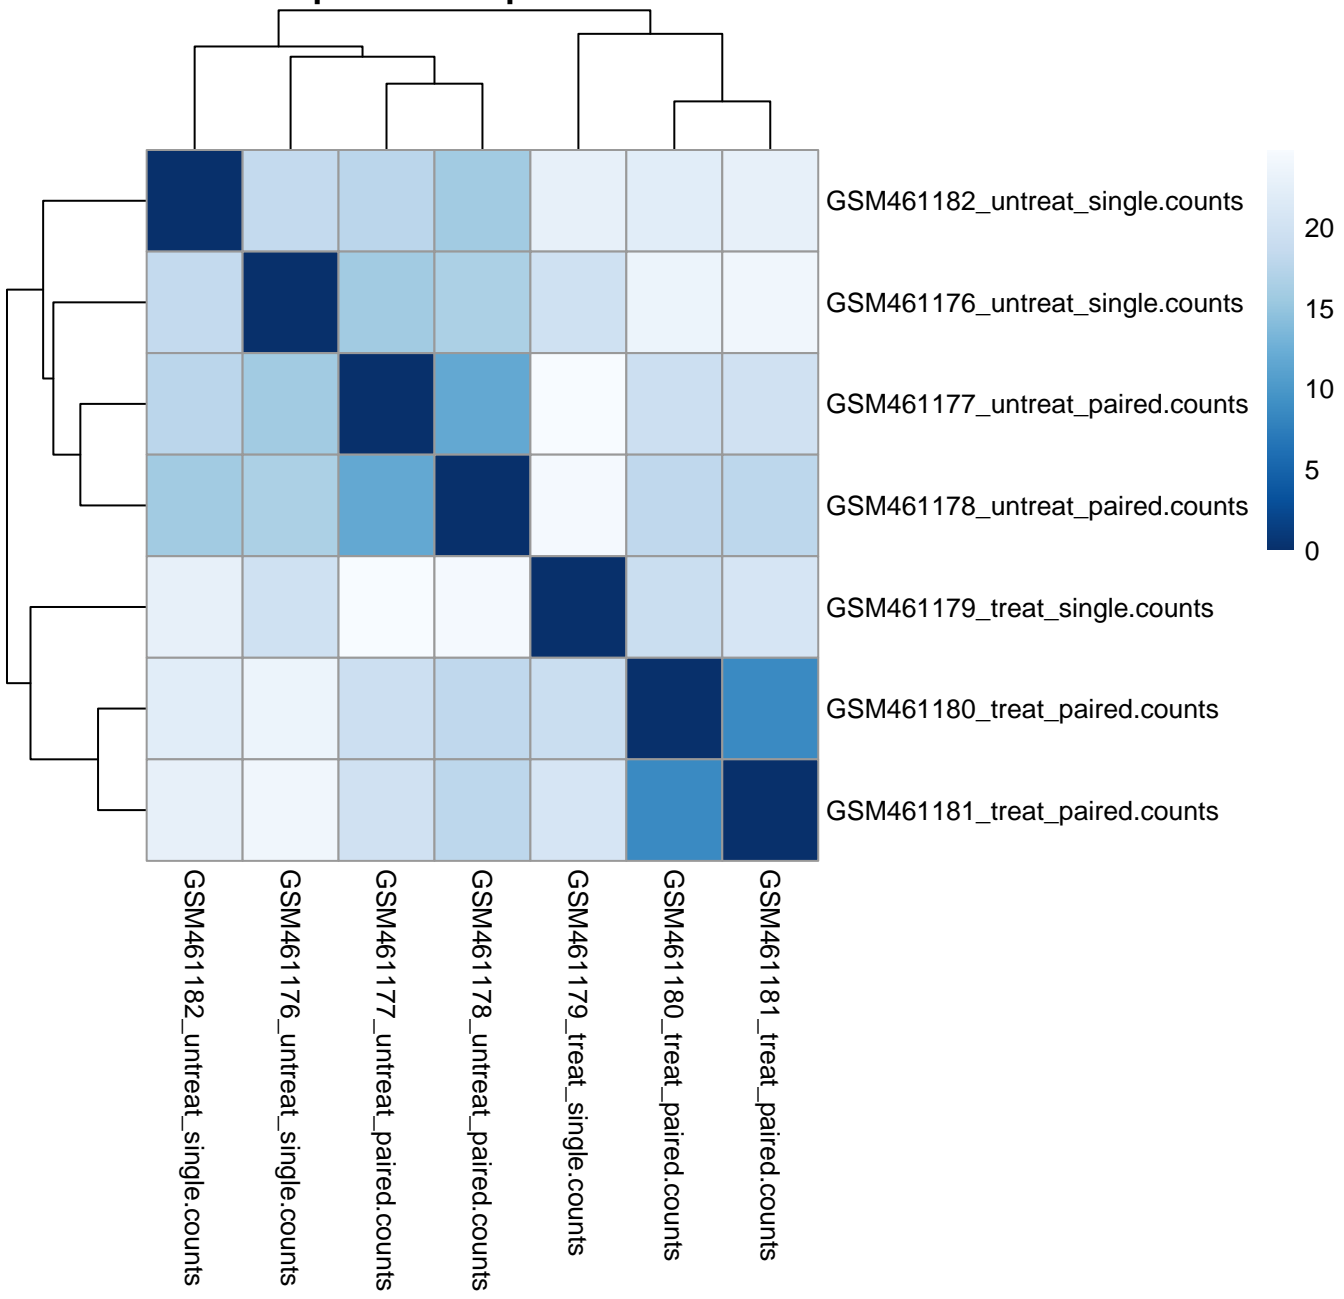 GSM461182_untreat_single.counts
GSM461176_untreat_single.counts
GSM461177_untreat_paired.counts
GSM461178_untreat_paired.counts
GSM461179_treat_single.counts
GSM461180_treat_paired.counts
GSM461181_treat_paired.counts
20
15
10
5
0
GSM461182_untreat_single.counts
GSM461176_untreat_single.counts
GSM461177_untreat_paired.counts
GSM461178_untreat_paired.counts
GSM461179_treat_single.counts
GSM461180_treat_paired.counts
GSM461181_treat_paired.counts